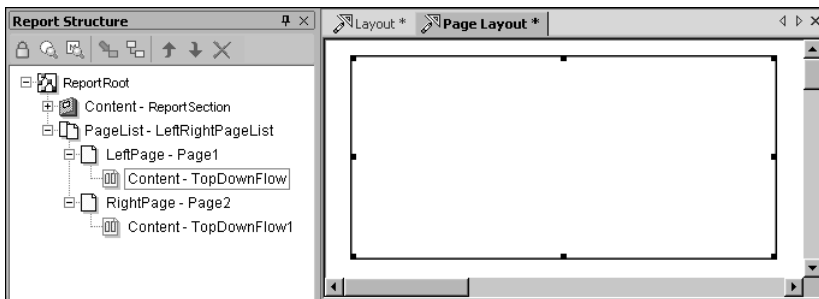 Report Structure
Layout *
Page Layout *
ReportRoot
Content - ReportSection
PageList - LeftRightPageList
LeftPage - Page1
Content - TopDownFlow
RightPage - Page2
Content - TopDownFlow1